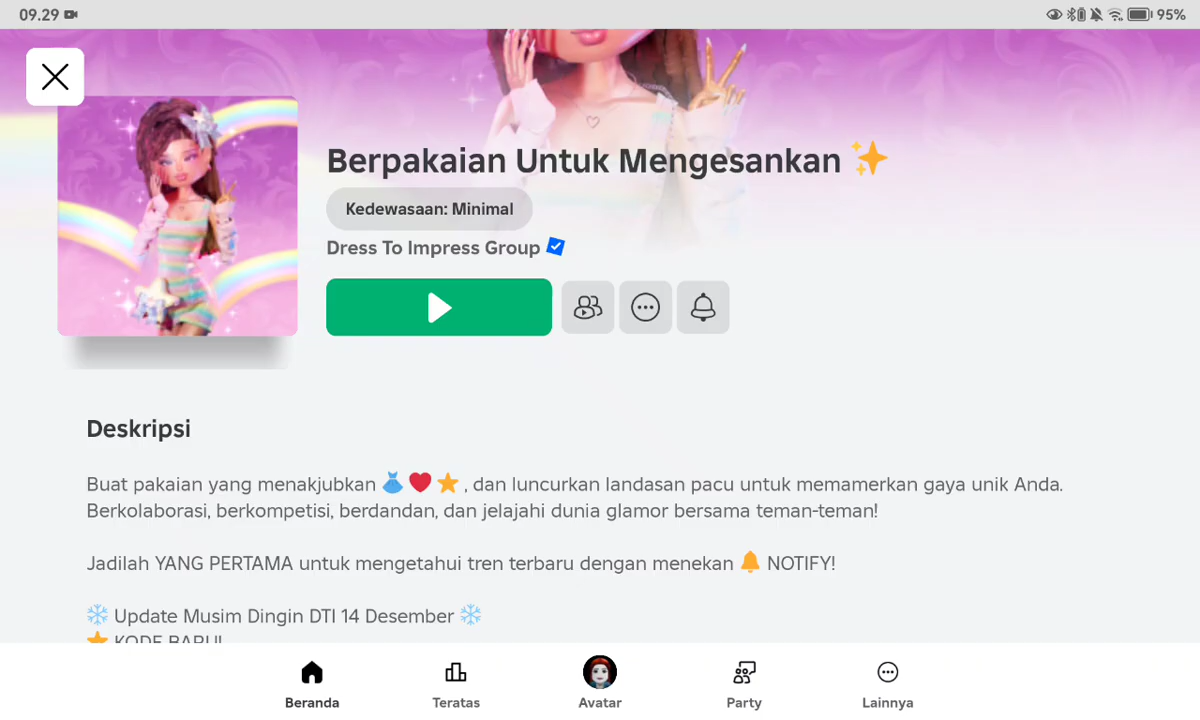 09.29
95%
Berpakaian Untuk Mengesankan ✨
Kedewasaan: Minimal
Dress To Impress Group
Deskripsi
Buat pakaian yang menakjubkan 👗❤️⭐ , dan luncurkan landasan pacu untuk memamerkan gaya unik Anda.
Berkolaborasi, berkompetisi, berdandan, dan jelajahi dunia glamor bersama teman-teman!
Jadilah YANG PERTAMA untuk mengetahui tren terbaru dengan menekan 🔔 NOTIFY!
❄️ Update Musim Dingin DTI 14 Desember ❄️
⭐ KODE BARU!
Beranda
Teratas
Avatar
Party
Lainnya